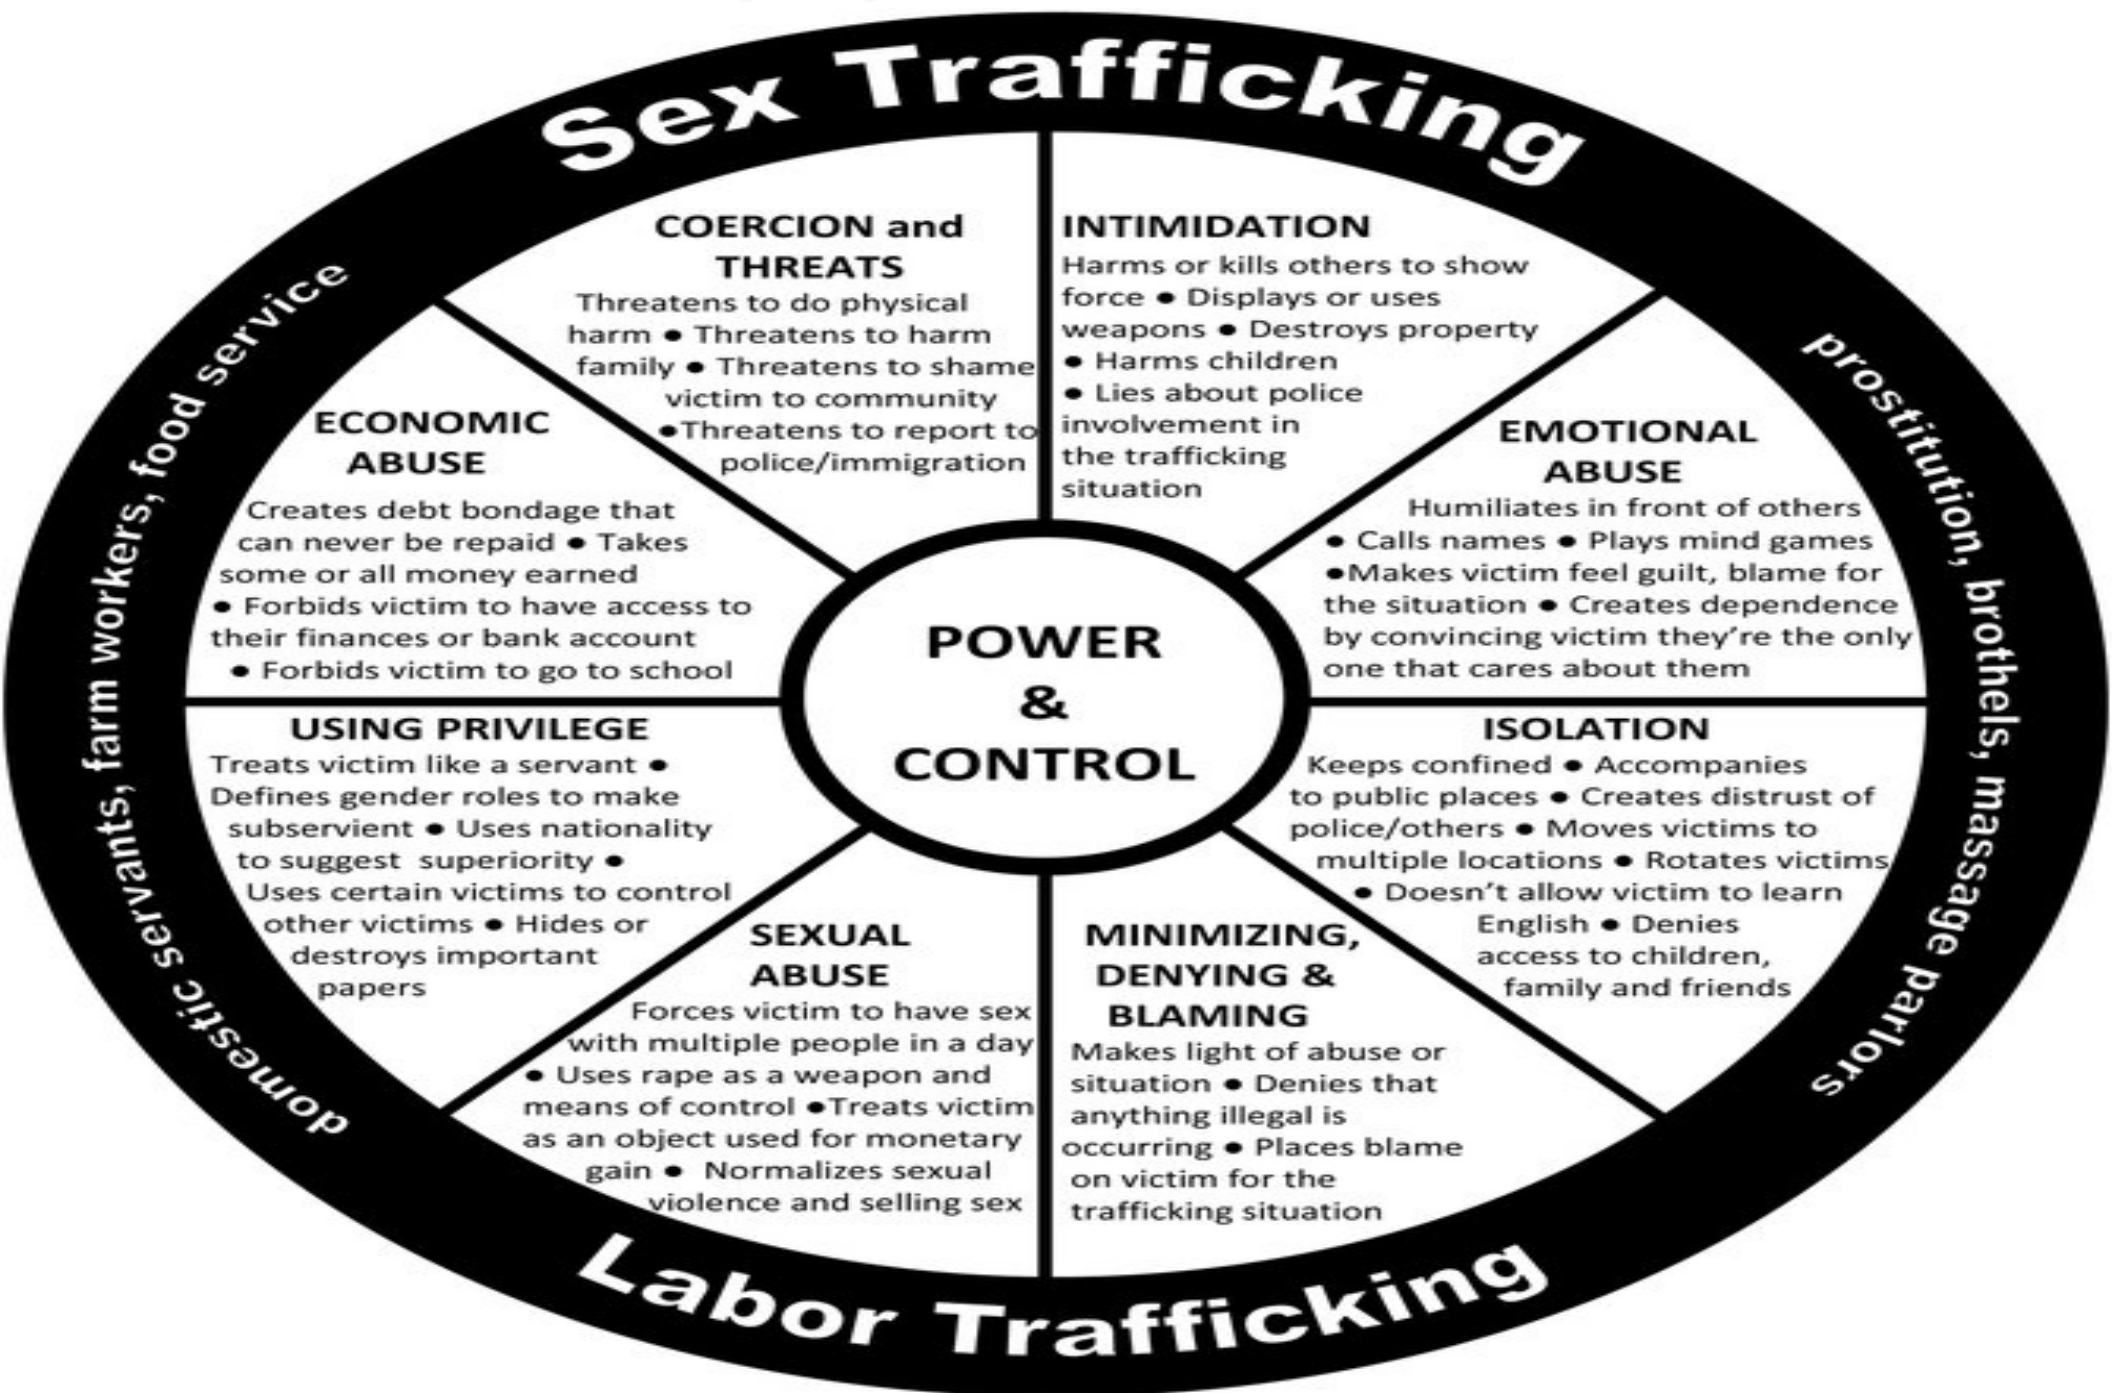 Sex Trafficking
COERCION and
THREATS
Threatens to do physical
harm ● Threatens to harm
family ● Threatens to shame
victim to community
●Threatens to report to
police/immigration
INTIMIDATION
Harms or kills others to show
force ● Displays or uses
weapons ● Destroys property
● Harms children
● Lies about police
involvement in
the trafficking
situation
EMOTIONAL
ABUSE
Humiliates in front of others
● Calls names ● Plays mind games
●Makes victim feel guilt, blame for
the situation ● Creates dependence
by convincing victim they're the only
one that cares about them
ISOLATION
Keeps confined ● Accompanies
to public places ● Creates distrust of
police/others ● Moves victims to
multiple locations ● Rotates victims
● Doesn't allow victim to learn
English ● Denies
access to children,
family and friends
MINIMIZING,
DENYING &
BLAMING
Makes light of abuse or
situation ● Denies that
anything illegal is
occurring ● Places blame
on victim for the
trafficking situation
SEXUAL
ABUSE
Forces victim to have sex
with multiple people in a day
● Uses rape as a weapon and
means of control ●Treats victim
as an object used for monetary
gain ● Normalizes sexual
violence and selling sex
USING PRIVILEGE
Treats victim like a servant ●
Defines gender roles to make
subservient ● Uses nationality
to suggest superiority ●
Uses certain victims to control
other victims ● Hides or
destroys important
papers
ECONOMIC
ABUSE
Creates debt bondage that
can never be repaid ● Takes
some or all money earned
● Forbids victim to have access to
their finances or bank account
● Forbids victim to go to school
POWER
&
CONTROL
prostitution, brothels, massage parlors
domestic servants, farm workers, food service
Labor Trafficking